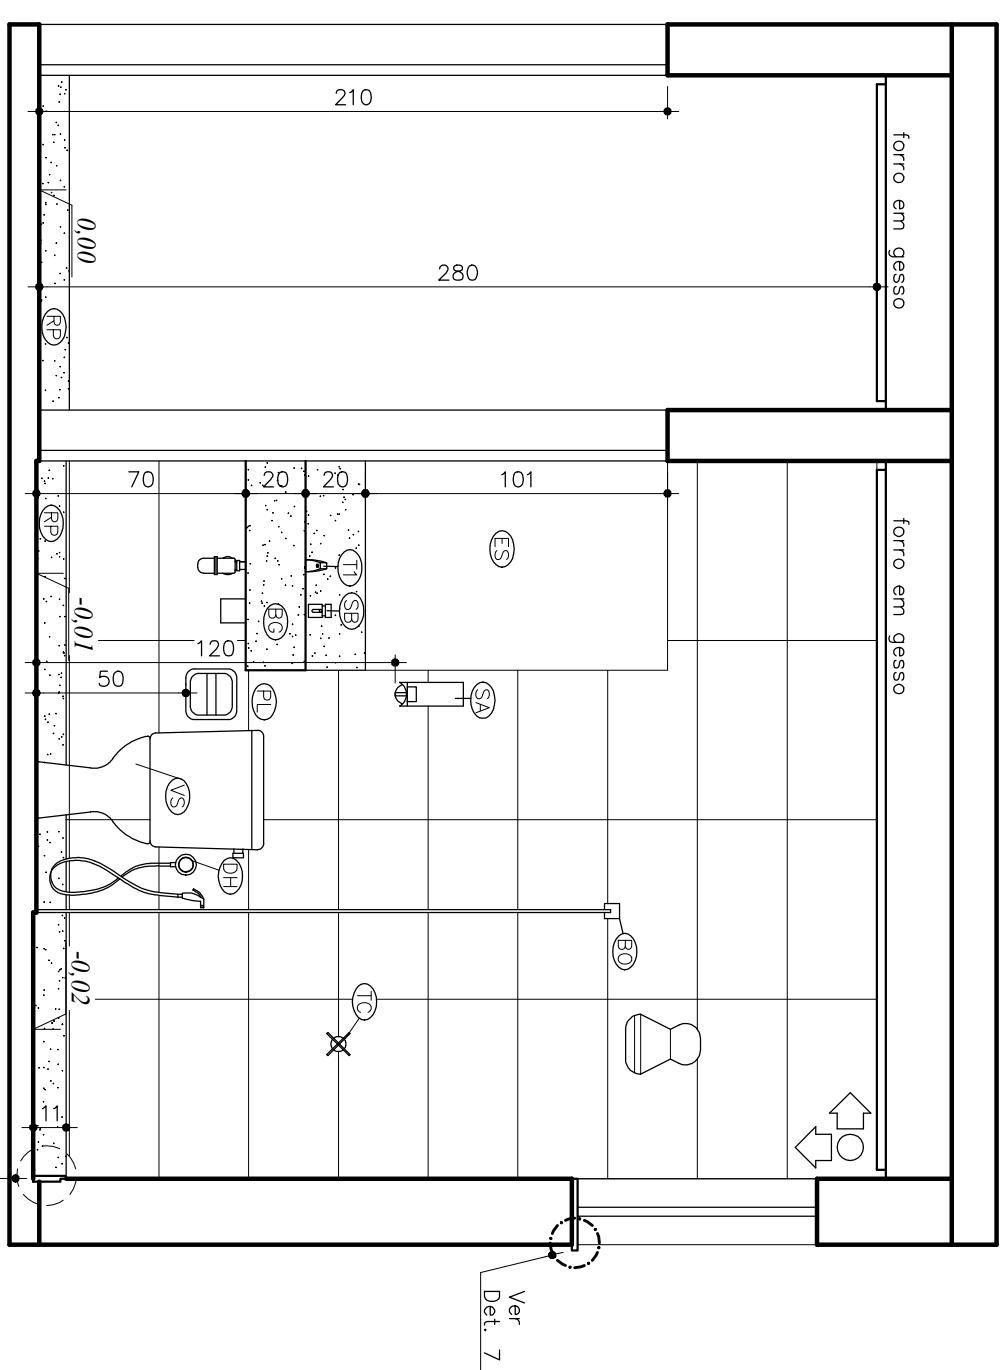 forro em gesso
forro em gesso
210
280
0,00
RP
70
20
20
101
ES
T1
SB
BG
RP
-0,01
120
50
PL
SA
VS
DH
BO
-0,02
TC
11
Ver
Det. 7